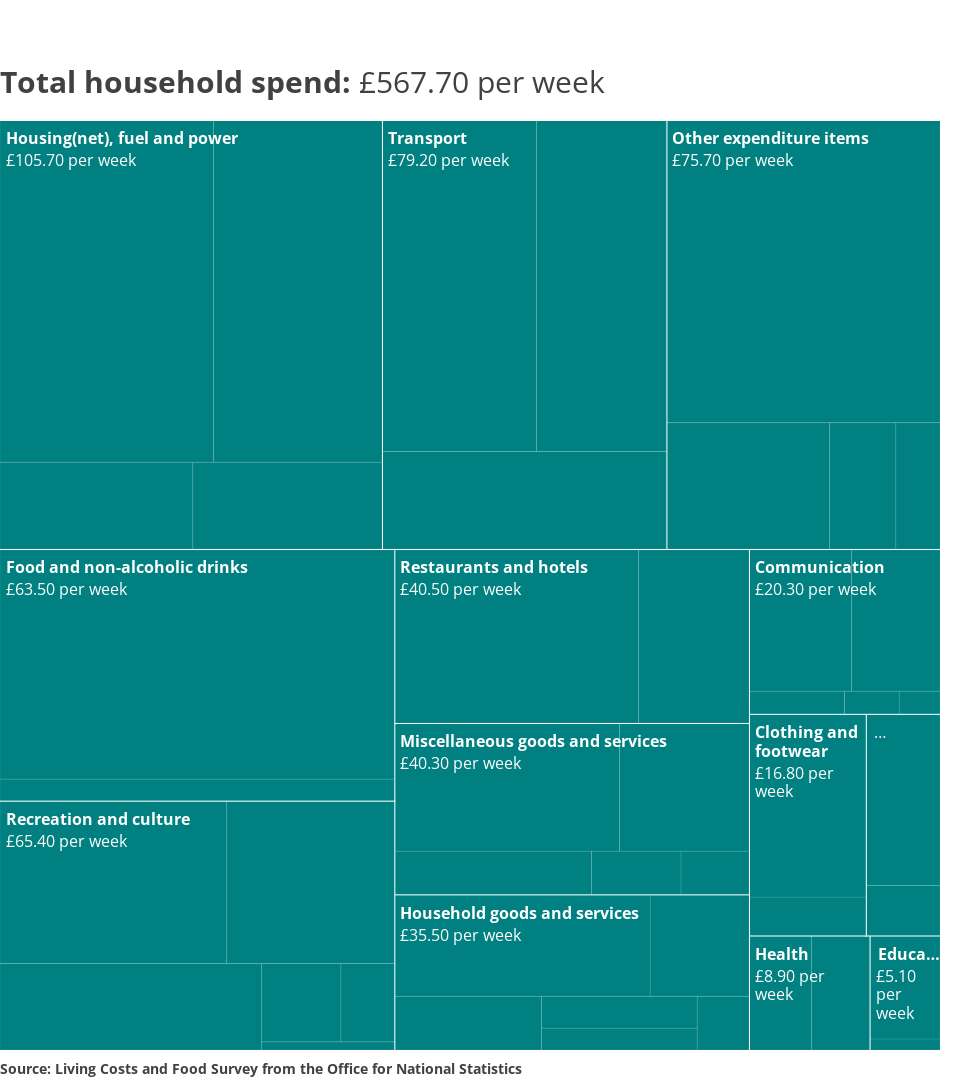 Total household spend: £567.70 per week
Housing(net), fuel and power
£105.70 per week
Transport
£79.20 per week
Other expenditure items
£75.70 per week
Food and non-alcoholic drinks
£63.50 per week
Restaurants and hotels
£40.50 per week
Communication
£20.30 per week
Miscellaneous goods and services
£40.30 per week
Clothing and
footwear
£16.80 per
week
...
Recreation and culture
£65.40 per week
Household goods and services
£35.50 per week
Health
£8.90 per
week
Educa...
£5.10
per
week
Source: Living Costs and Food Survey from the Office for National Statistics